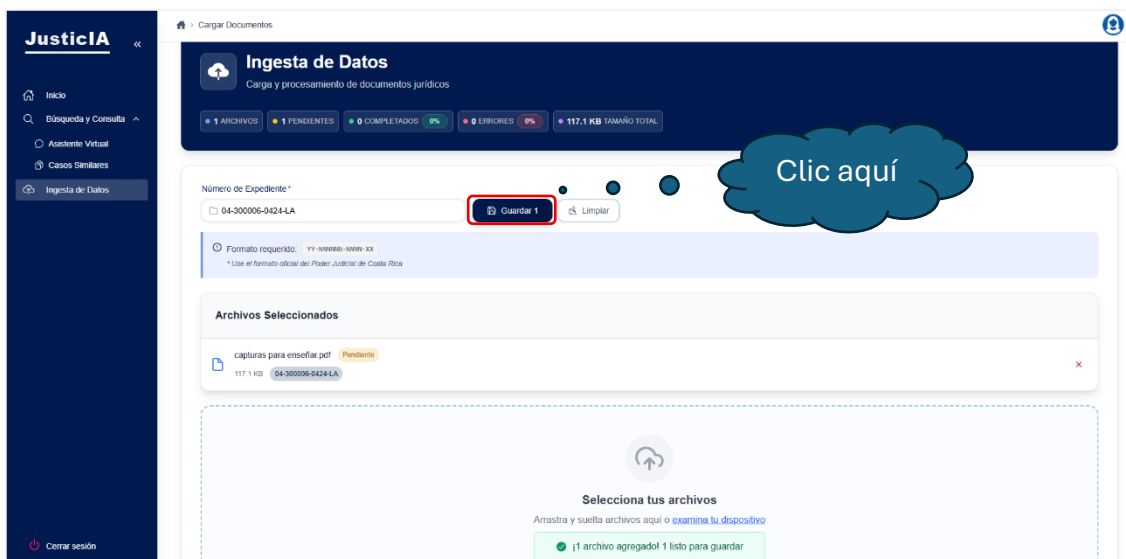 JusticIA «
Cargar Documentos
Ingesta de Datos
Carga y procesamiento de documentos jurídicos
1 ARCHIVOS 1 PENDIENTES 0 COMPLETADOS 0% 0 ERRORES 0% 117.1 KB TAMAÑO TOTAL
Inicio
Búsqueda y Consulta
Asistente Virtual
Casos Similares
Ingesta de Datos
Clic aquí
Número de Expediente*
04-300006-0424-LA Guardar 1 Limpiar
Formato requerido: YY-NNNNNN-NNNN-XX
* Use el formato oficial del Poder Judicial de Costa Rica
Archivos Seleccionados
capturas para enseñar.pdf Pendiente
117.1 KB 04-300006-0424-LA
Selecciona tus archivos
Arrastra y suelta archivos aquí o examina tu dispositivo
¡1 archivo agregado! 1 listo para guardar
Cerrar sesión